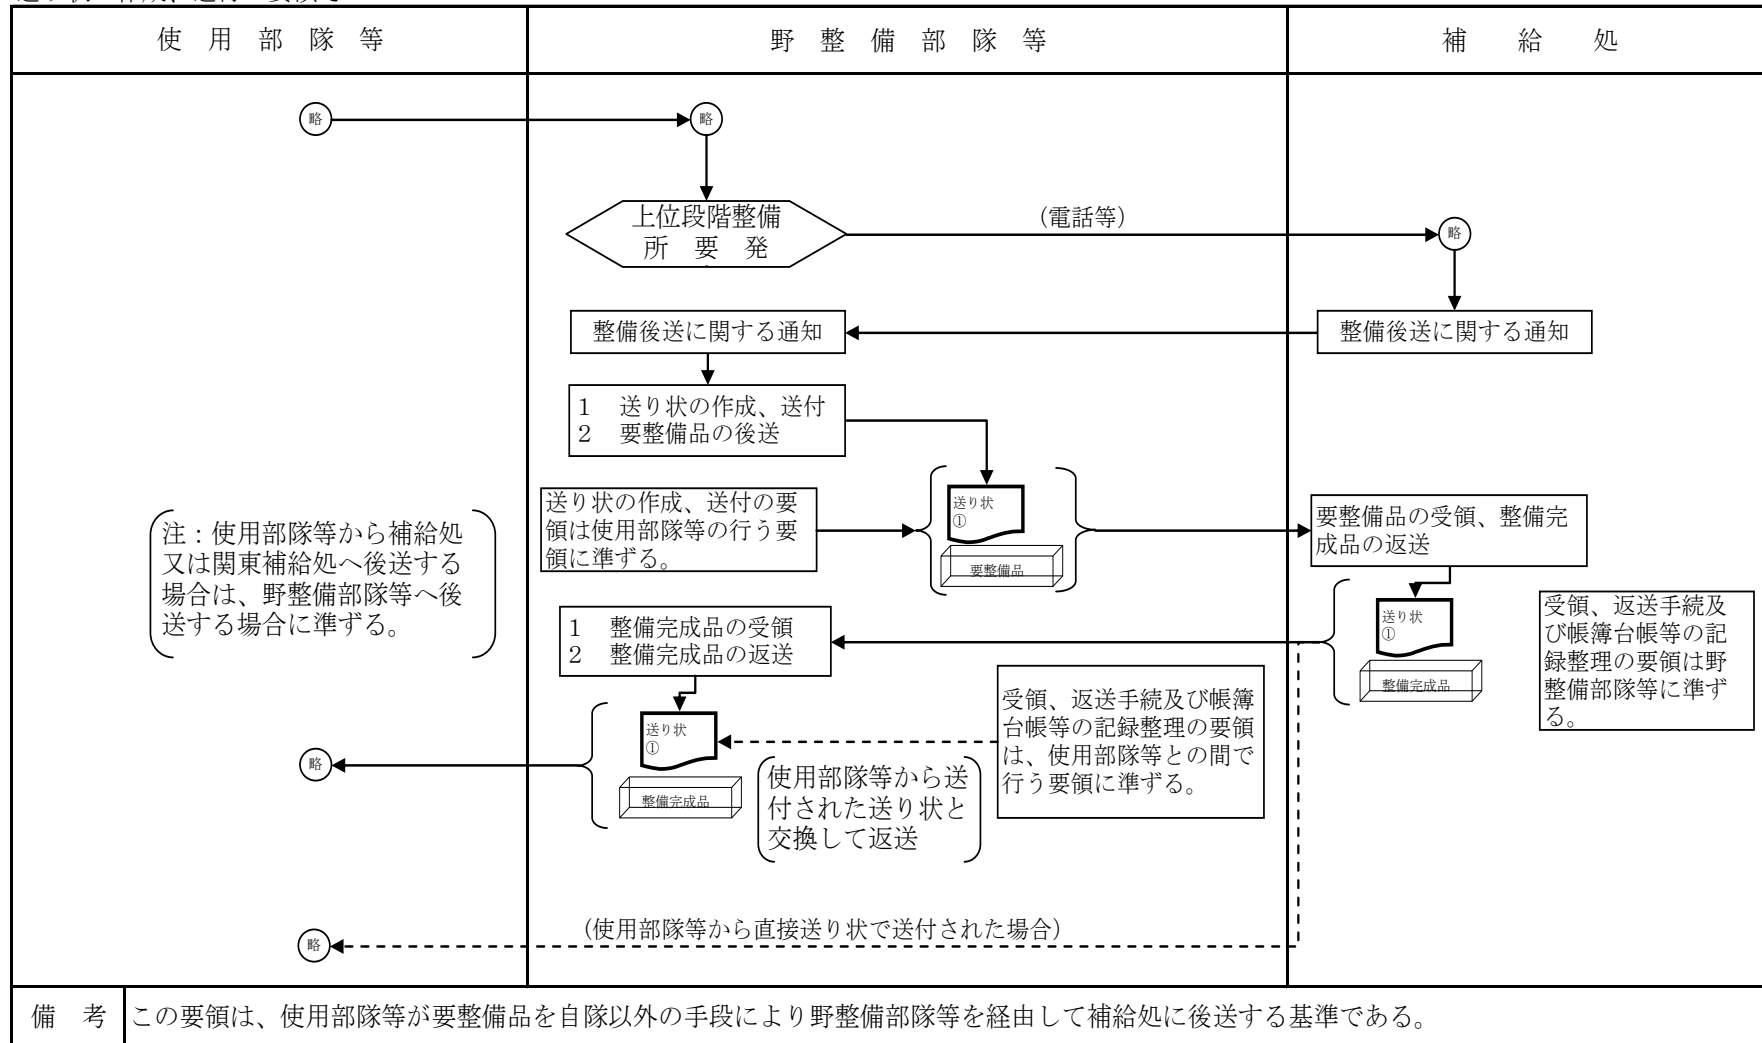 使用部隊等
野整備部隊等
補給処
略
略
上位段階整備
所要発
(電話等)
略
整備後送に関する通知
整備後送に関する通知
1 送り状の作成、送付
2 要整備品の後送
送り状の作成、送付の要
領は使用部隊等の行う要
領に準ずる。
送り状
①
要整備品
要整備品の受領、整備完
成品の返送
注：使用部隊等から補給処
又は関東補給処へ後送する
場合は、野整備部隊等へ後
送する場合に準ずる。
送り状
①
整備完成品
受領、返送手続及
び帳簿台帳等の記
録整理の要領は野
整備部隊等に準ず
る。
1 整備完成品の受領
2 整備完成品の返送
受領、返送手続及び帳簿
台帳等の記録整理の要領
は、使用部隊等との間で
行う要領に準ずる。
送り状
①
整備完成品
略
使用部隊等から送
付された送り状と
交換して返送
(使用部隊等から直接送り状で送付された場合)
略
備考
この要領は、使用部隊等が要整備品を自隊以外の手段により野整備部隊等を経由して補給処に後送する基準である。